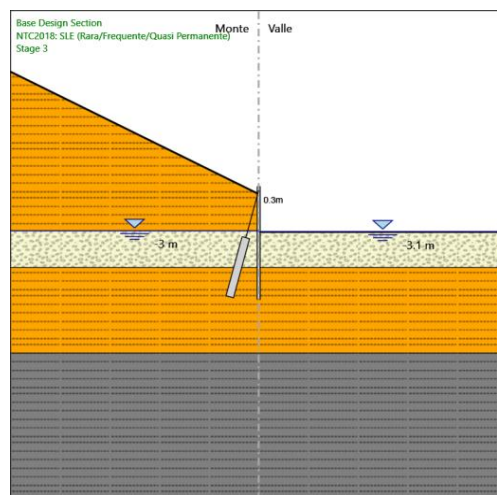 Base Design Section
NTC2018: SLE (Rara/Frequente/Quasi Permanente)
Stage 3
Monte
Valle
0.3m
-3 m
-3.1 m